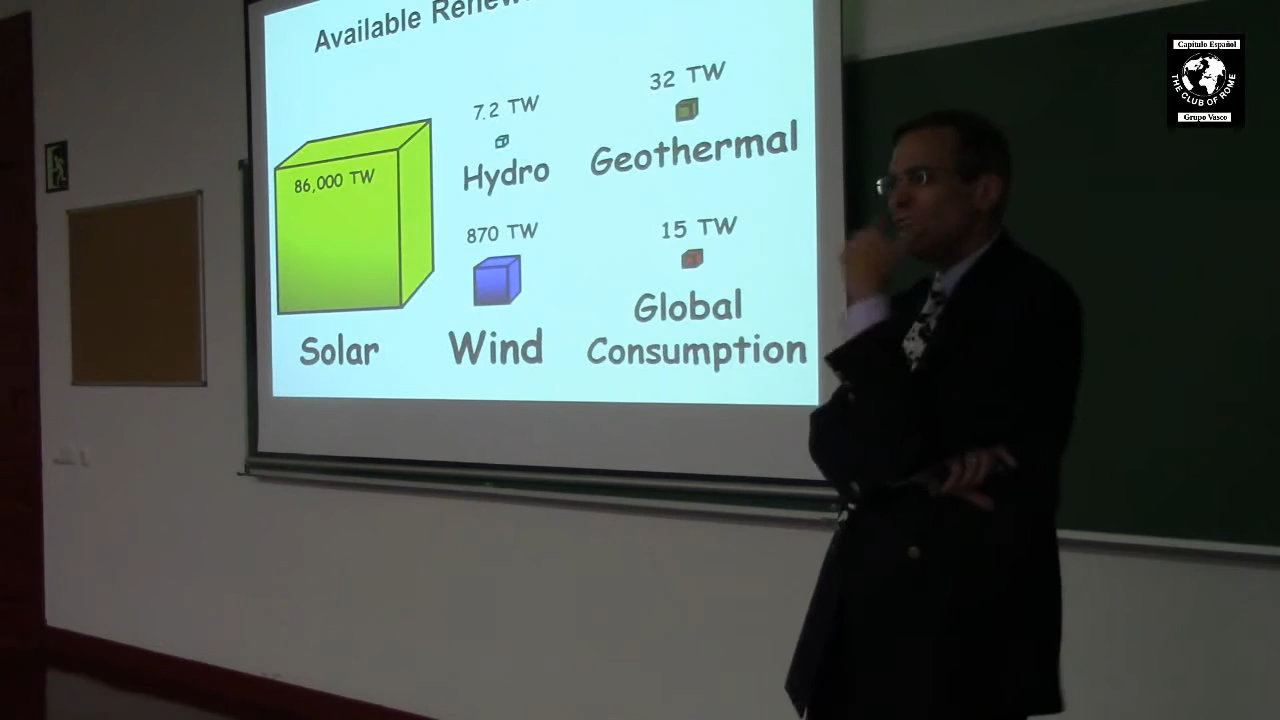 Available
86,000 TW
Solar
7.2 TW
Hydro
32 TW
Geothermal
870 TW
Wind
15 TW
Global
Consumption
Capítulo Español
THE CLUB OF ROME
Grupo Vasco